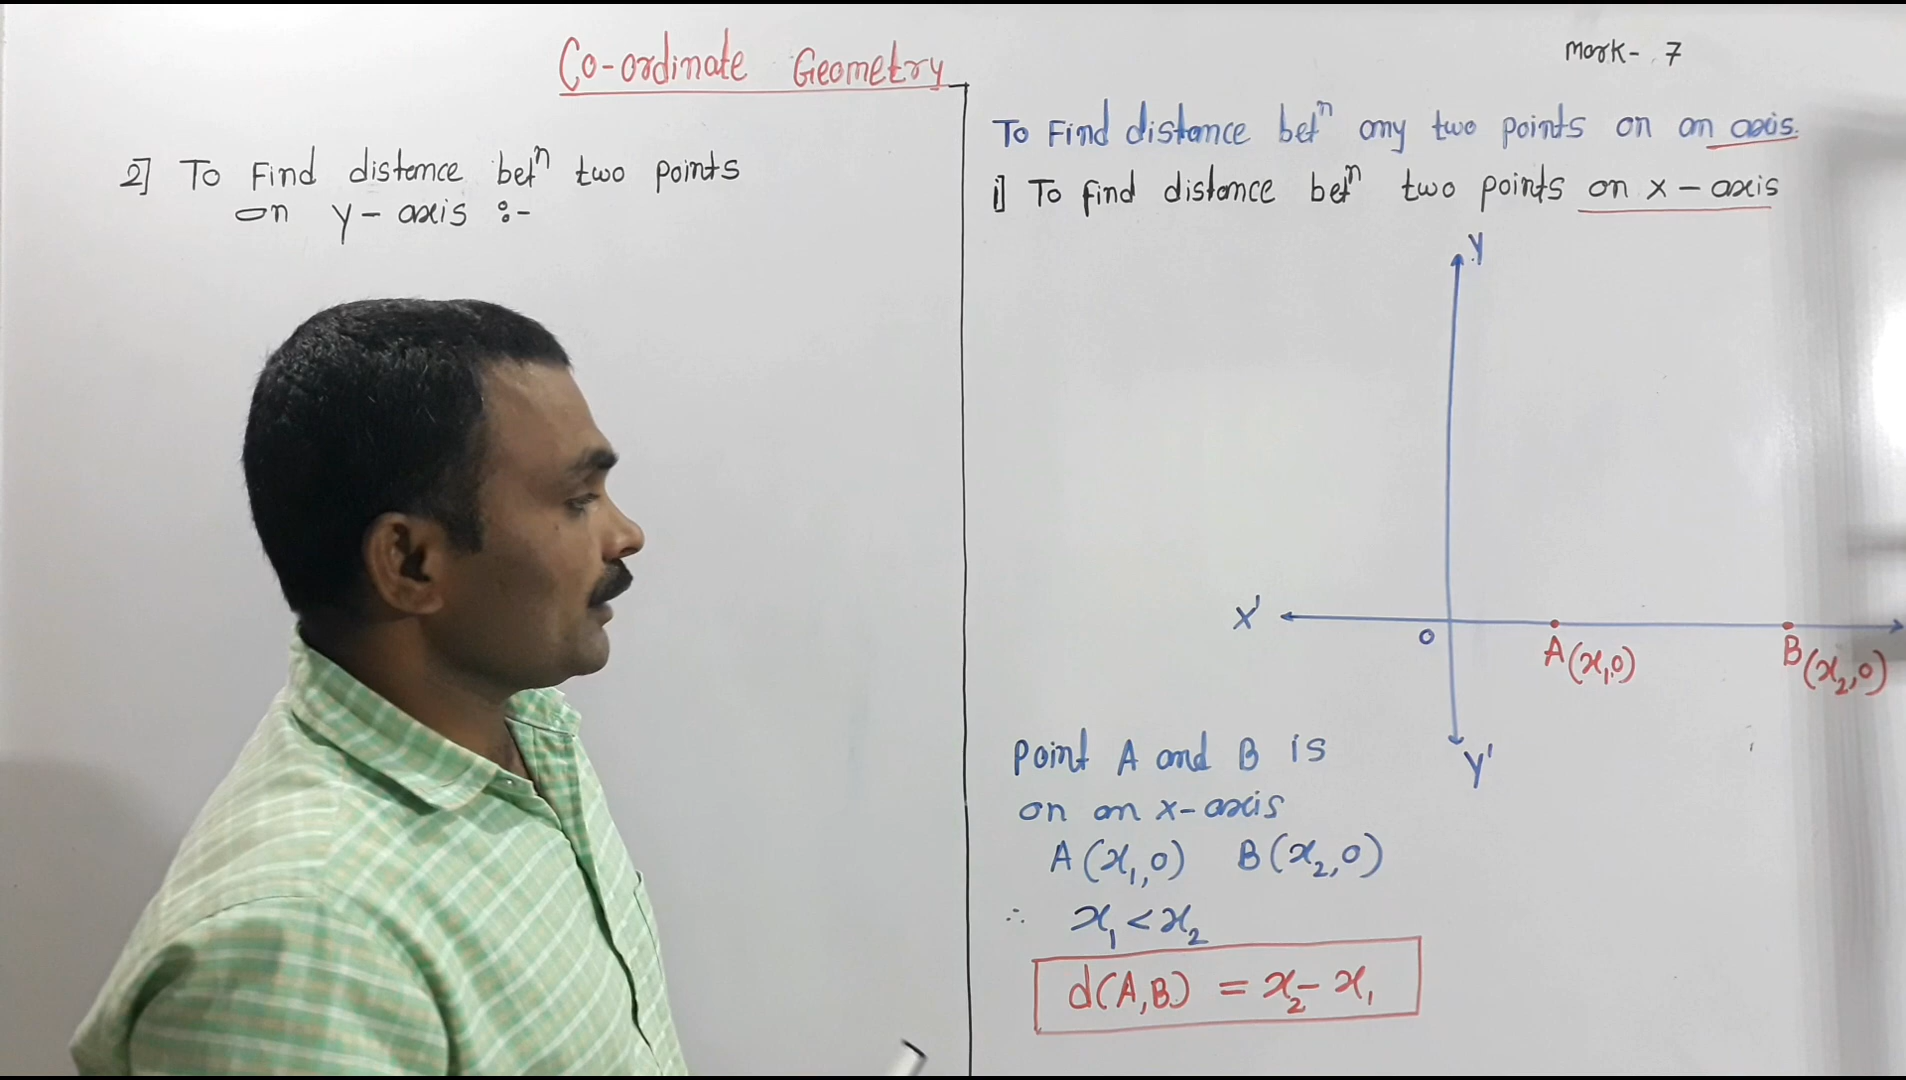 Co-ordinate Geometry
Mark - 7
2] To Find distance betⁿ two points
on Y-axis :-
To Find distance betⁿ any two points on an axis.
1] To find distance betⁿ two points on x-axis
Y
X'
O
A(x₁,0)
B(x₂,0)
Y'
Point A and B is
on an x-axis
A(x₁,0) B(x₂,0)
∴ x₁ < x₂
d(A,B) = x₂ - x₁